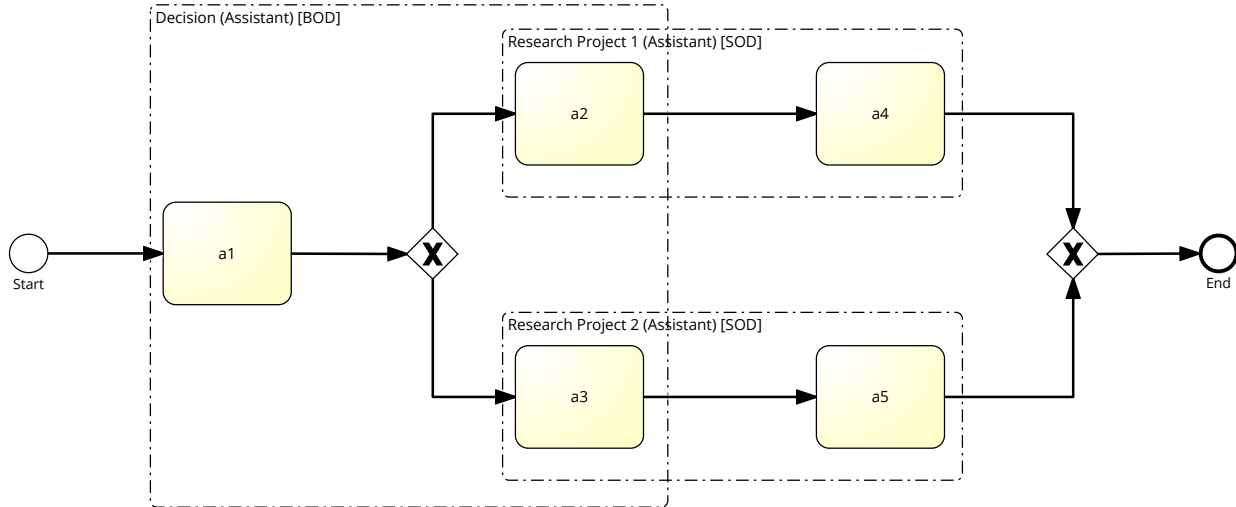 Decision (Assistant) [BOD]
Research Project 1 (Assistant) [SOD]
a2
a4
a1
X
X
Start
End
Research Project 2 (Assistant) [SOD]
a3
a5